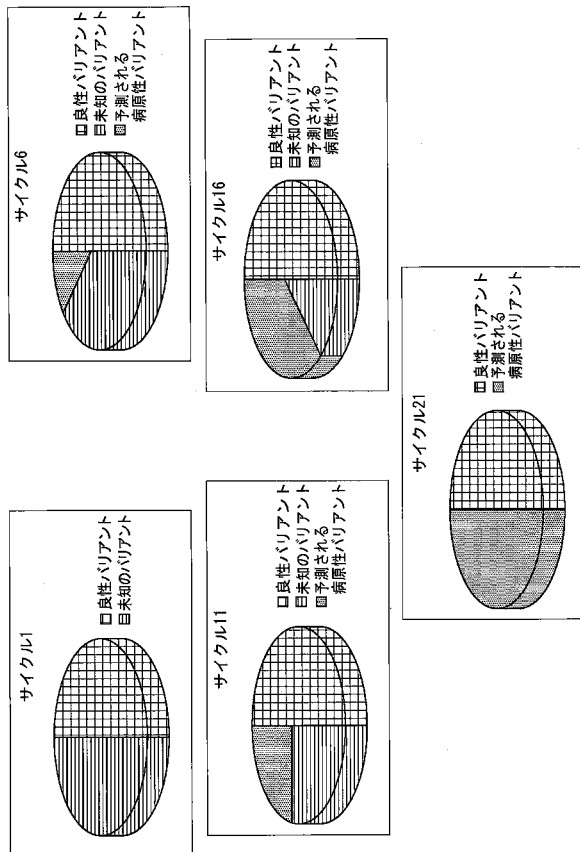 サイクル1
良性バリアント
未知のバリアント
サイクル6
良性バリアント
未知のバリアント
予測される
病原性バリアント
サイクル11
良性バリアント
未知のバリアント
予測される
病原性バリアント
サイクル16
良性バリアント
未知のバリアント
予測される
病原性バリアント
サイクル21
良性バリアント
予測される
病原性バリアント